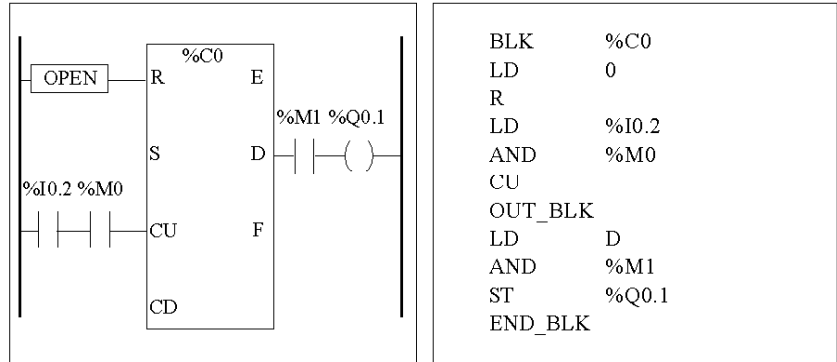 %C0
OPEN R E
%M1 %Q0.1
S D
%I0.2 %M0
CU F
CD
BLK %C0
LD 0
R
LD %I0.2
AND %M0
CU
OUT_BLK
LD D
AND %M1
ST %Q0.1
END_BLK